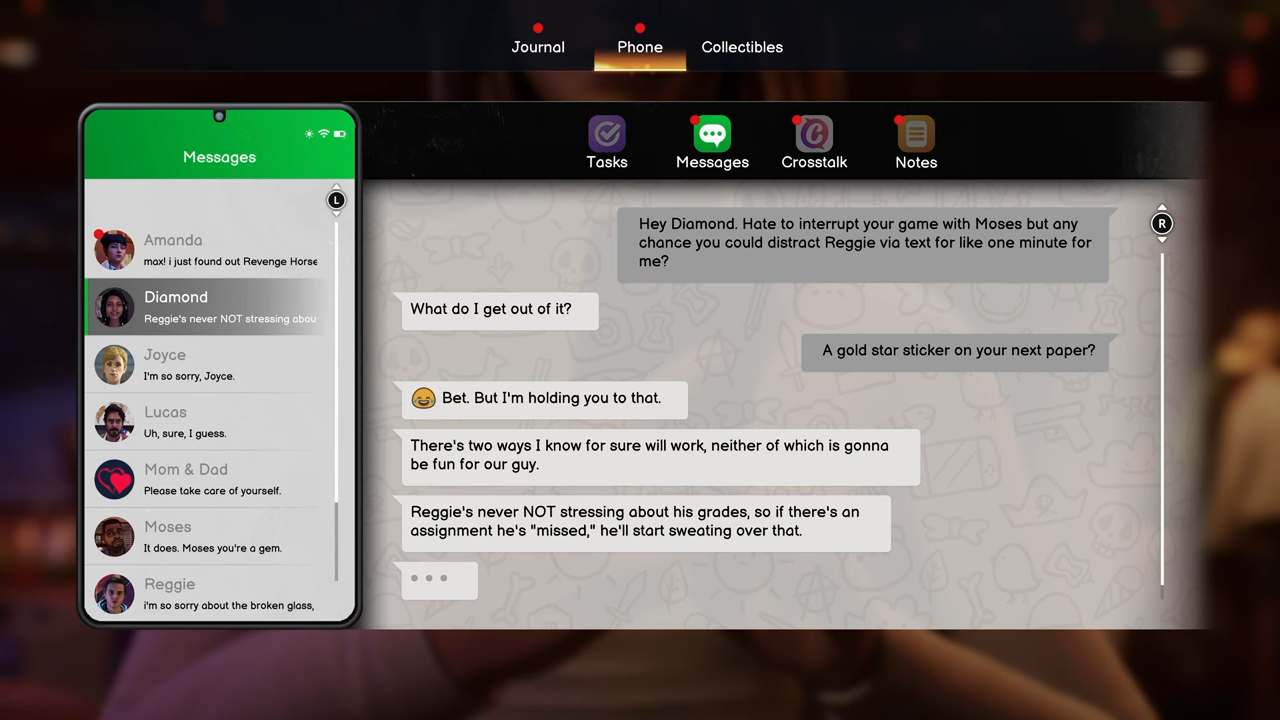 Journal
Phone
Collectibles
Messages
Tasks
Messages
Crosstalk
Notes
L
Amanda
max! i just found out Revenge Horse
Diamond
Reggie's never NOT stressing abou
Joyce
I'm so sorry, Joyce.
Lucas
Uh, sure, I guess.
Mom & Dad
Please take care of yourself.
Moses
It does. Moses you're a gem.
Reggie
i'm so sorry about the broken glass,
R
Hey Diamond. Hate to interrupt your game with Moses but any
chance you could distract Reggie via text for like one minute for
me?
What do I get out of it?
A gold star sticker on your next paper?
😂 Bet. But I'm holding you to that.
There's two ways I know for sure will work, neither of which is gonna
be fun for our guy.
Reggie's never NOT stressing about his grades, so if there's an
assignment he's "missed," he'll start sweating over that.